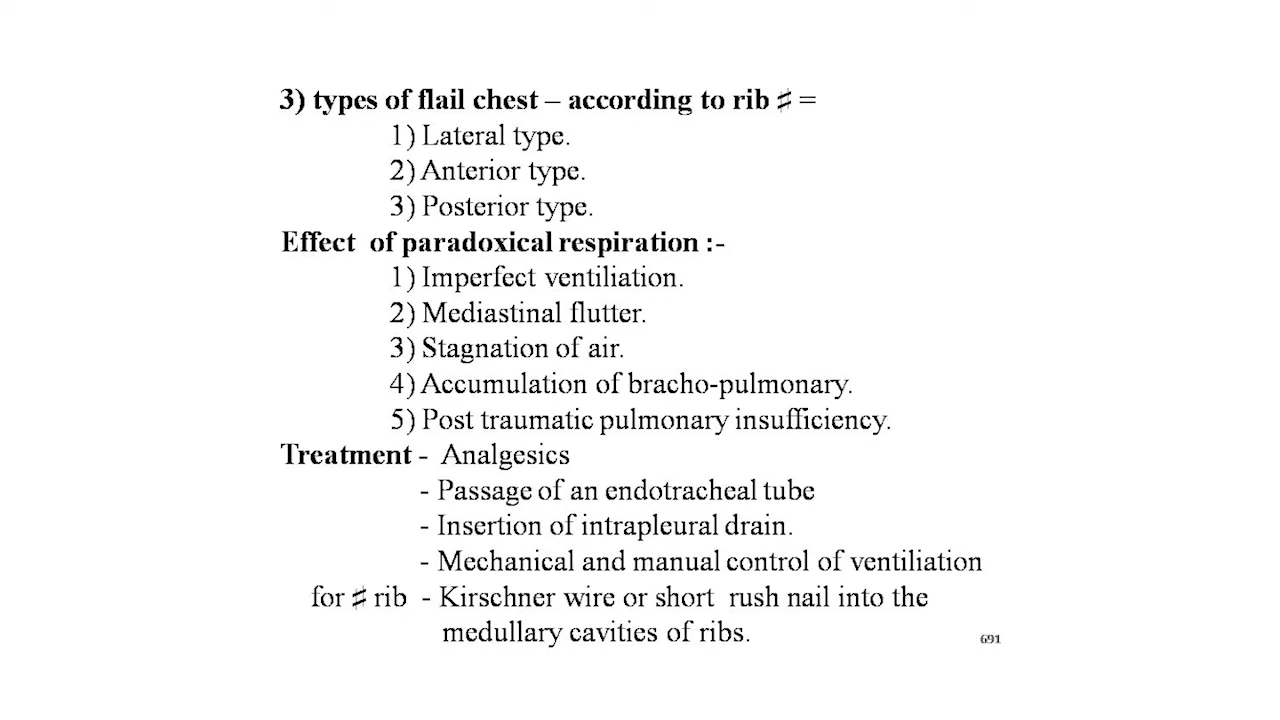 3) types of flail chest – according to rib ♯ =
1) Lateral type.
2) Anterior type.
3) Posterior type.
Effect of paradoxical respiration :-
1) Imperfect ventiliation.
2) Mediastinal flutter.
3) Stagnation of air.
4) Accumulation of bracho-pulmonary.
5) Post traumatic pulmonary insufficiency.
Treatment - Analgesics
- Passage of an endotracheal tube
- Insertion of intrapleural drain.
- Mechanical and manual control of ventiliation
for ♯ rib - Kirschner wire or short rush nail into the
medullary cavities of ribs.
691